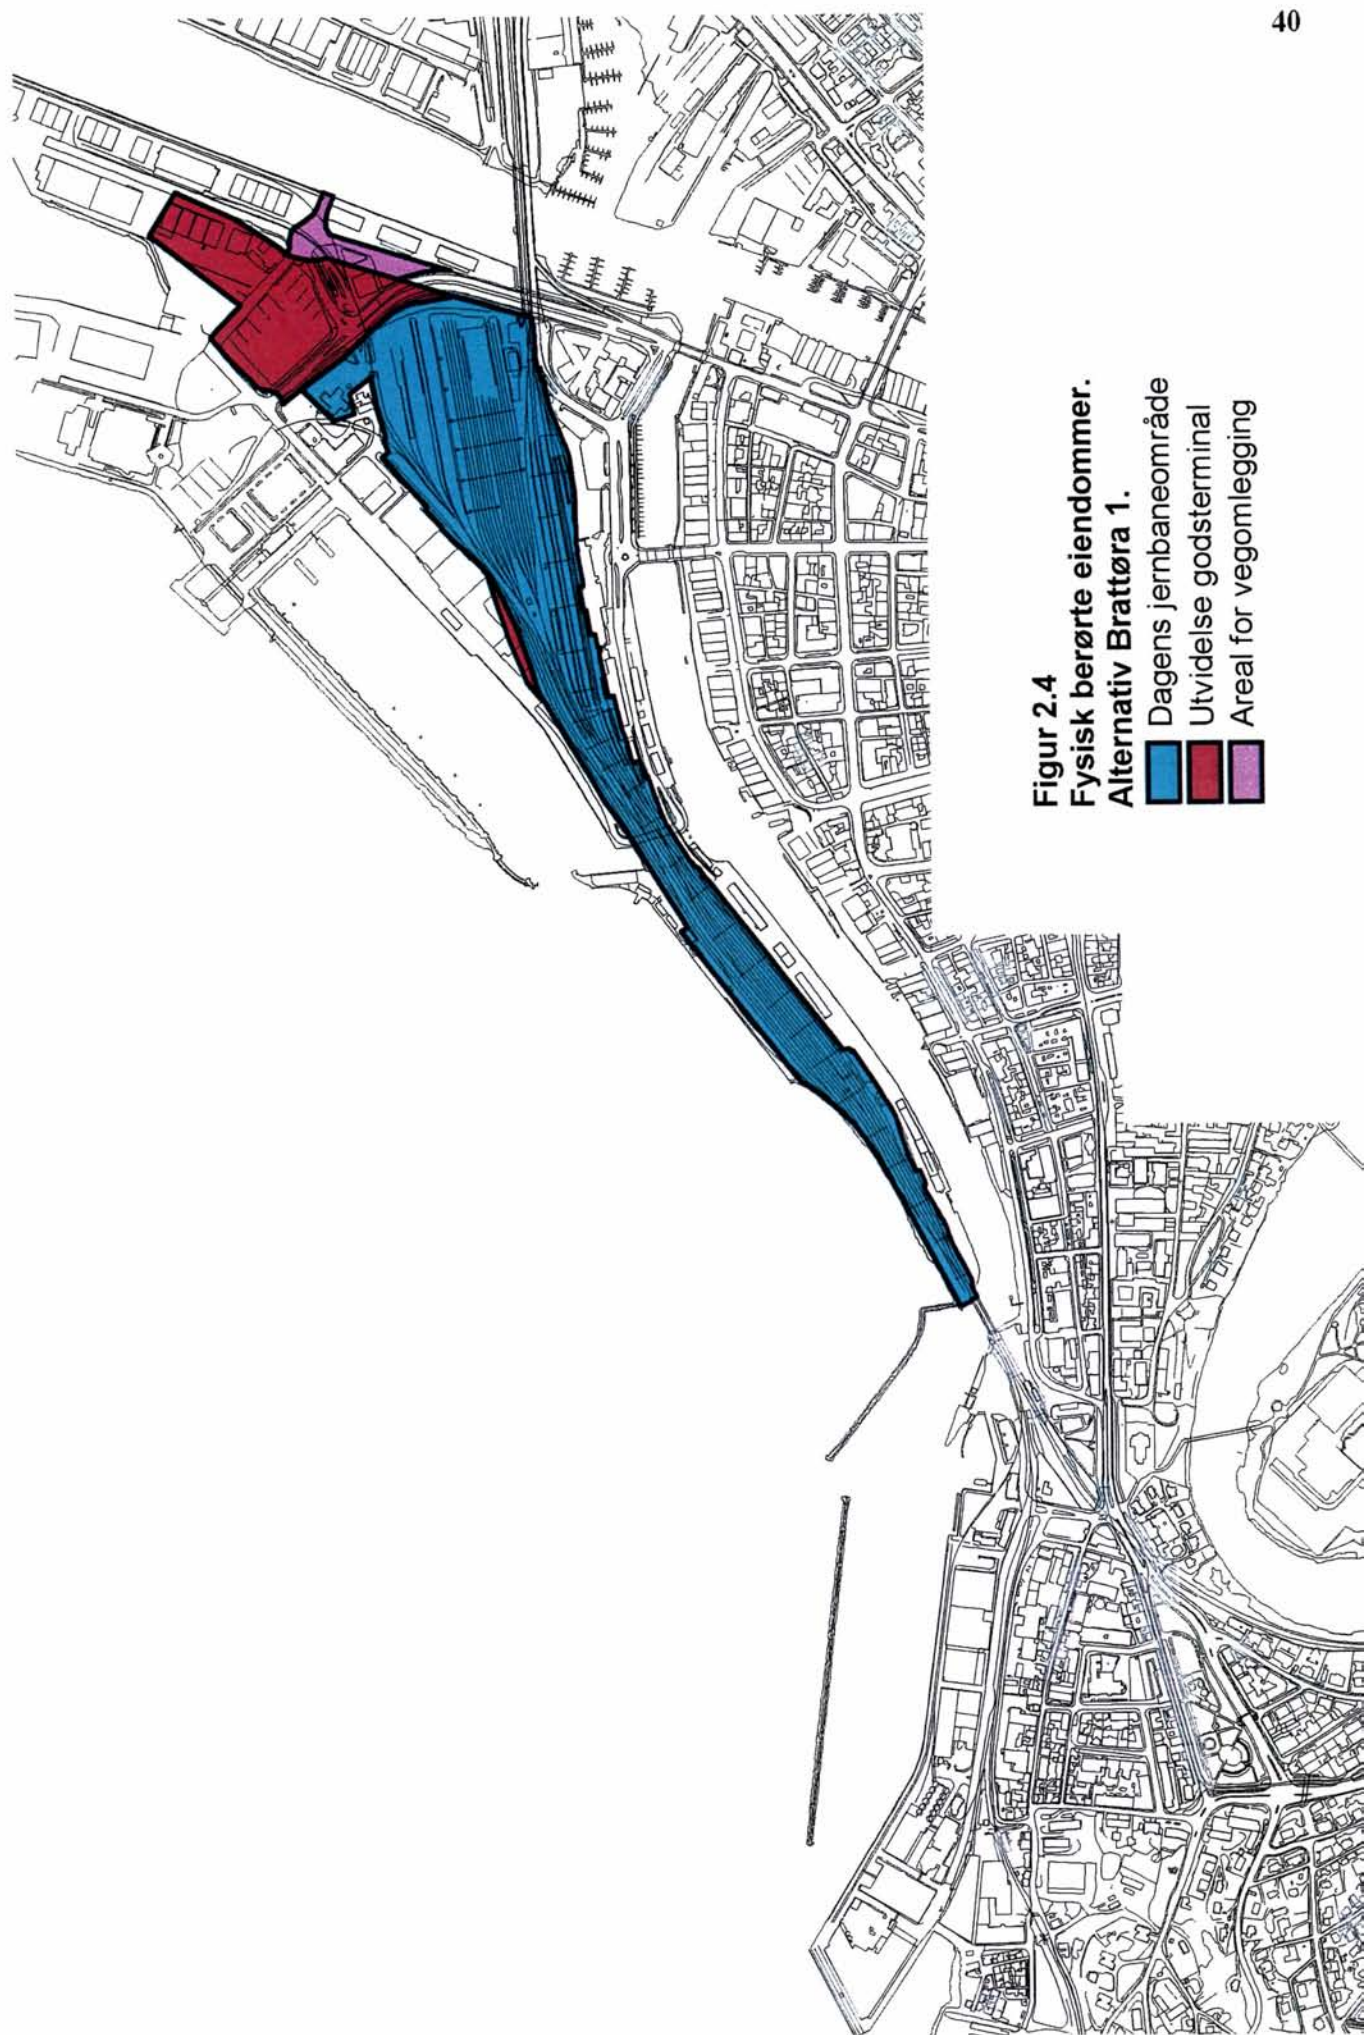 40
Figur 2.4
Fysisk berørte eiendommer.
Alternativ Brattøra 1.
Dagens jernbaneområde
Utvidelse godsterminal
Areal for vegomlegging